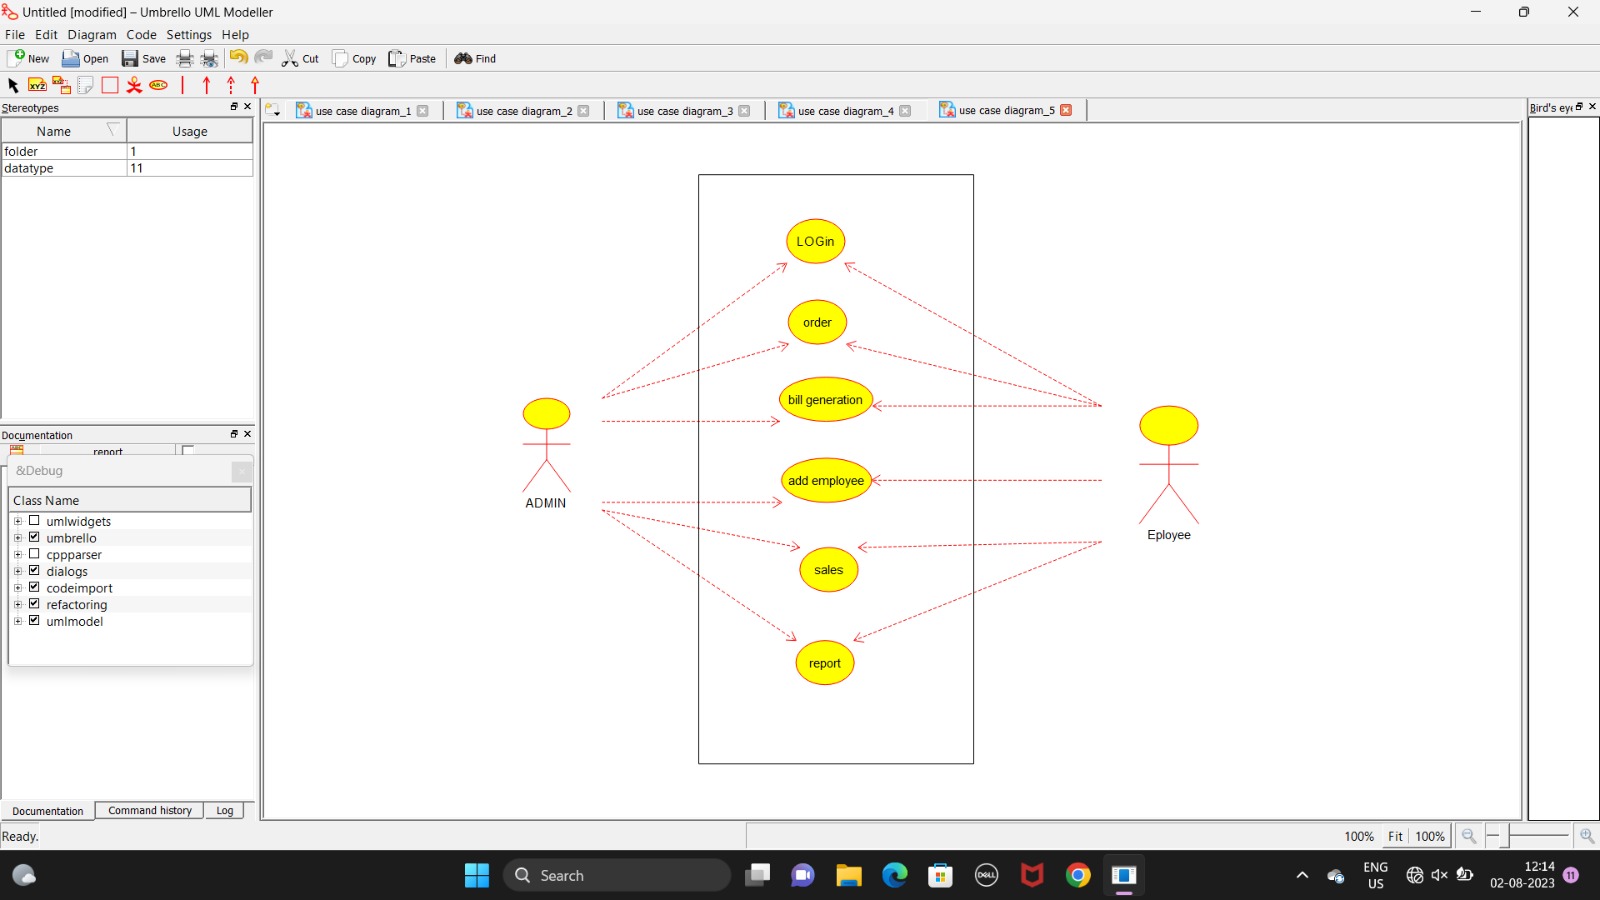 Untitled [modified] – Umbrello UML Modeller
File Edit Diagram Code Settings Help
New Open Save Cut Copy Paste Find
XYZ ABC
Stereotypes
Name Usage
folder 1
datatype 11
use case diagram_1 use case diagram_2 use case diagram_3 use case diagram_4 use case diagram_5
Bird's eye
LOGin
order
bill generation
add employee
sales
report
ADMIN
Eployee
Documentation
report
&Debug
Class Name
umlwidgets
umbrello
cppparser
dialogs
codeimport
refactoring
umlmodel
Documentation Command history Log
Ready.
100% Fit 100%
Search
DELL
ENG
US
12:14
02-08-2023
11